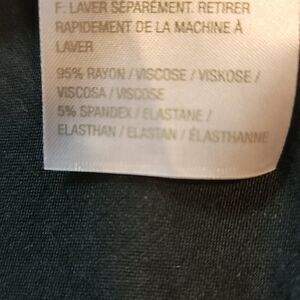 F: LAVER SÉPARÉMENT. RETIRER
RAPIDEMENT DE LA MACHINE À
LAVER
95% RAYON / VISCOSE / VISKOSE /
VISCOSA / VISCOSE
5% SPANDEX / ELASTANE /
ELASTHAN / ELASTAN / ÉLASTHANNE